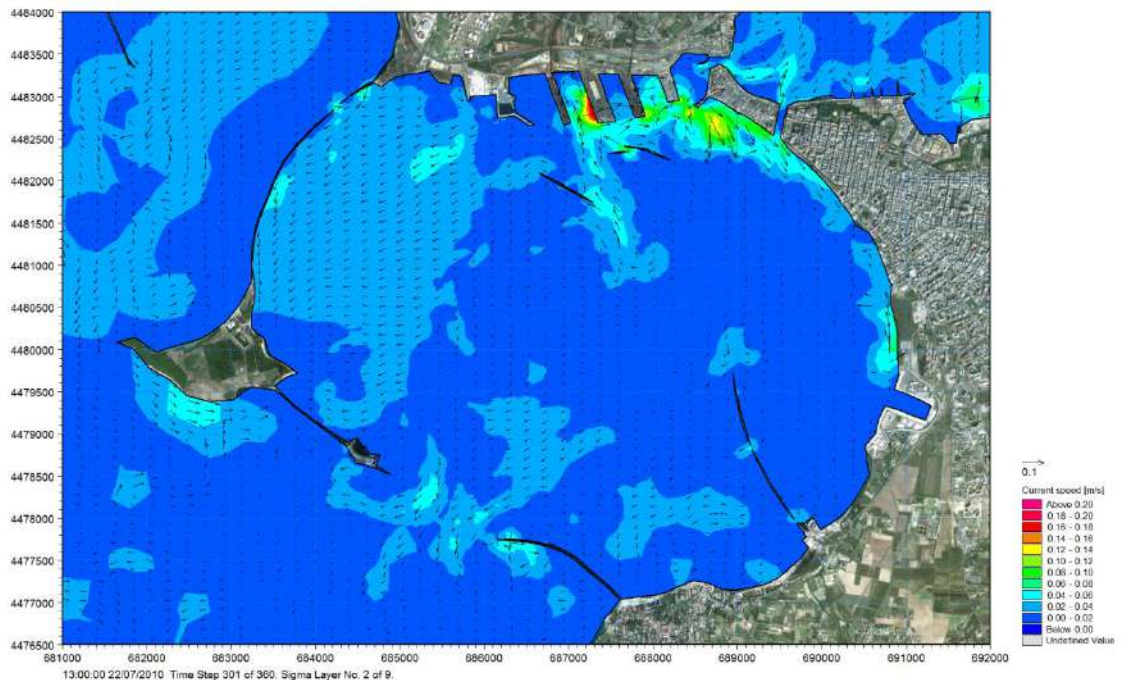 4484000
4483500
4483000
4482500
4482000
4481500
4481000
4480500
4480000
4479500
4479000
4478500
4478000
4477500
4477000
4476500
681000 682000 683000 684000 685000 686000 687000 688000 689000 690000 691000 692000
13:00:00 22/07/2010 Time Step 301 of 360. Sigma Layer No. 2 of 9.
0.1
Current speed [m/s]
Above 0.20
0.18 - 0.20
0.16 - 0.18
0.14 - 0.16
0.12 - 0.14
0.10 - 0.12
0.08 - 0.10
0.06 - 0.08
0.04 - 0.06
0.02 - 0.04
0.00 - 0.02
Below 0.00
Undefined Value